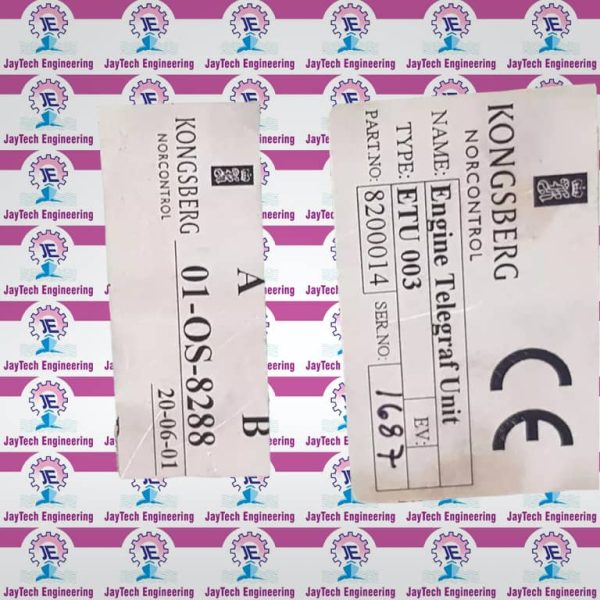 KONGSBERG
NORCONTROL
01-OS-8288
20-06-01
A
B
KONGSBERG
NORCONTROL
NAME: Engine Telegraf Unit
TYPE: ETU 003
EV:
PART.NO: 8200014 SER.NO: 1687
CE
JE
JayTech Engineering